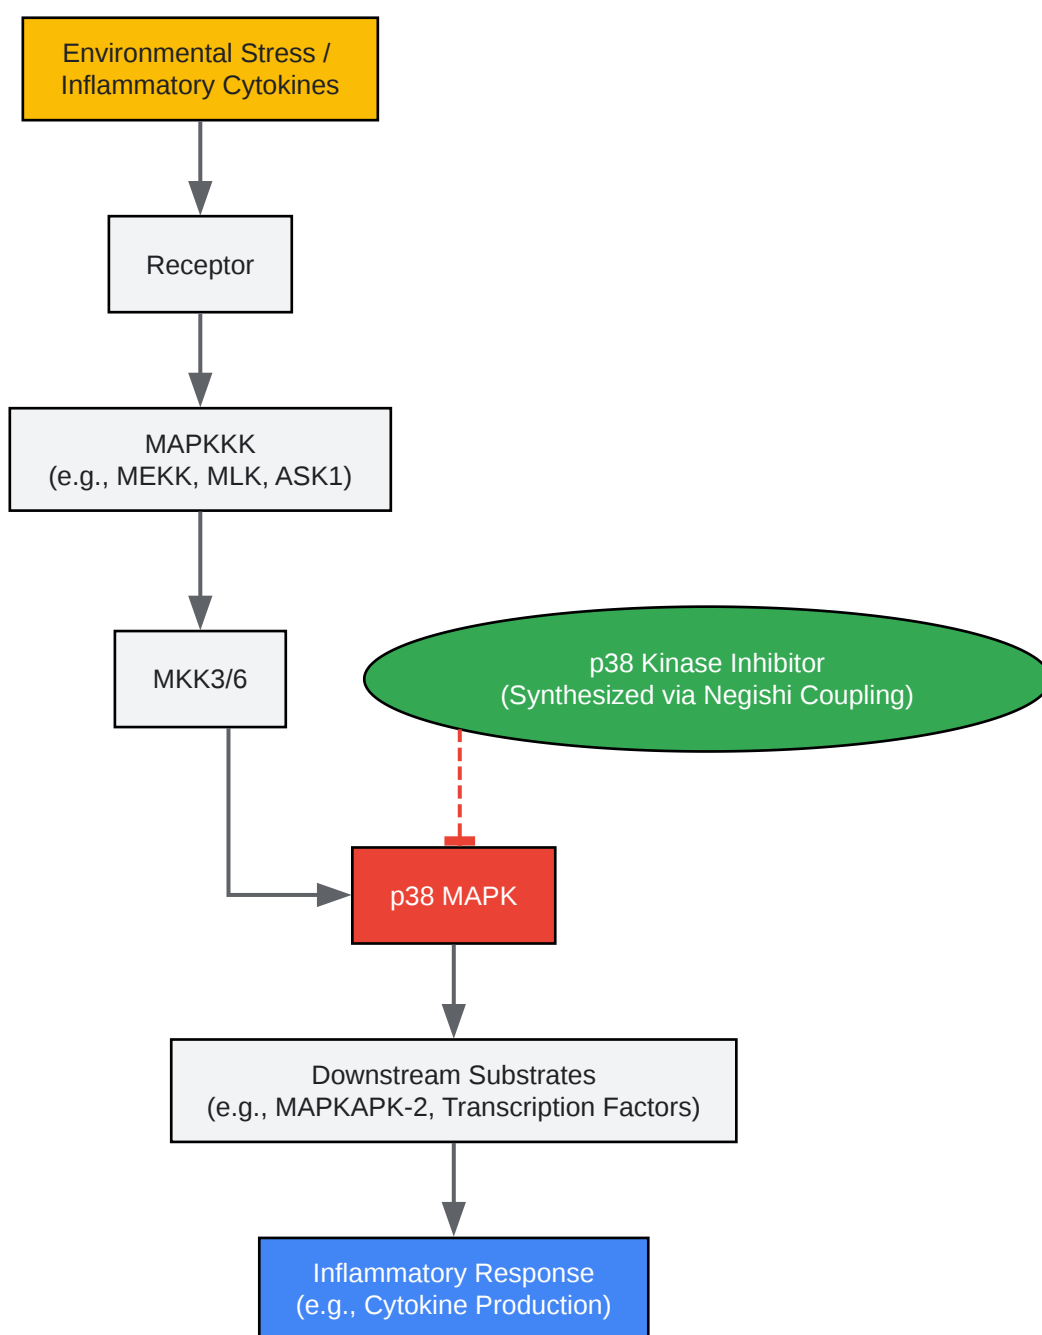 Environmental Stress /
Inflammatory Cytokines
Receptor
MAPKKK
(e.g., MEKK, MLK, ASK1)
MKK3/6
p38 Kinase Inhibitor
(Synthesized via Negishi Coupling)
p38 MAPK
Downstream Substrates
(e.g., MAPKAPK-2, Transcription Factors)
Inflammatory Response
(e.g., Cytokine Production)